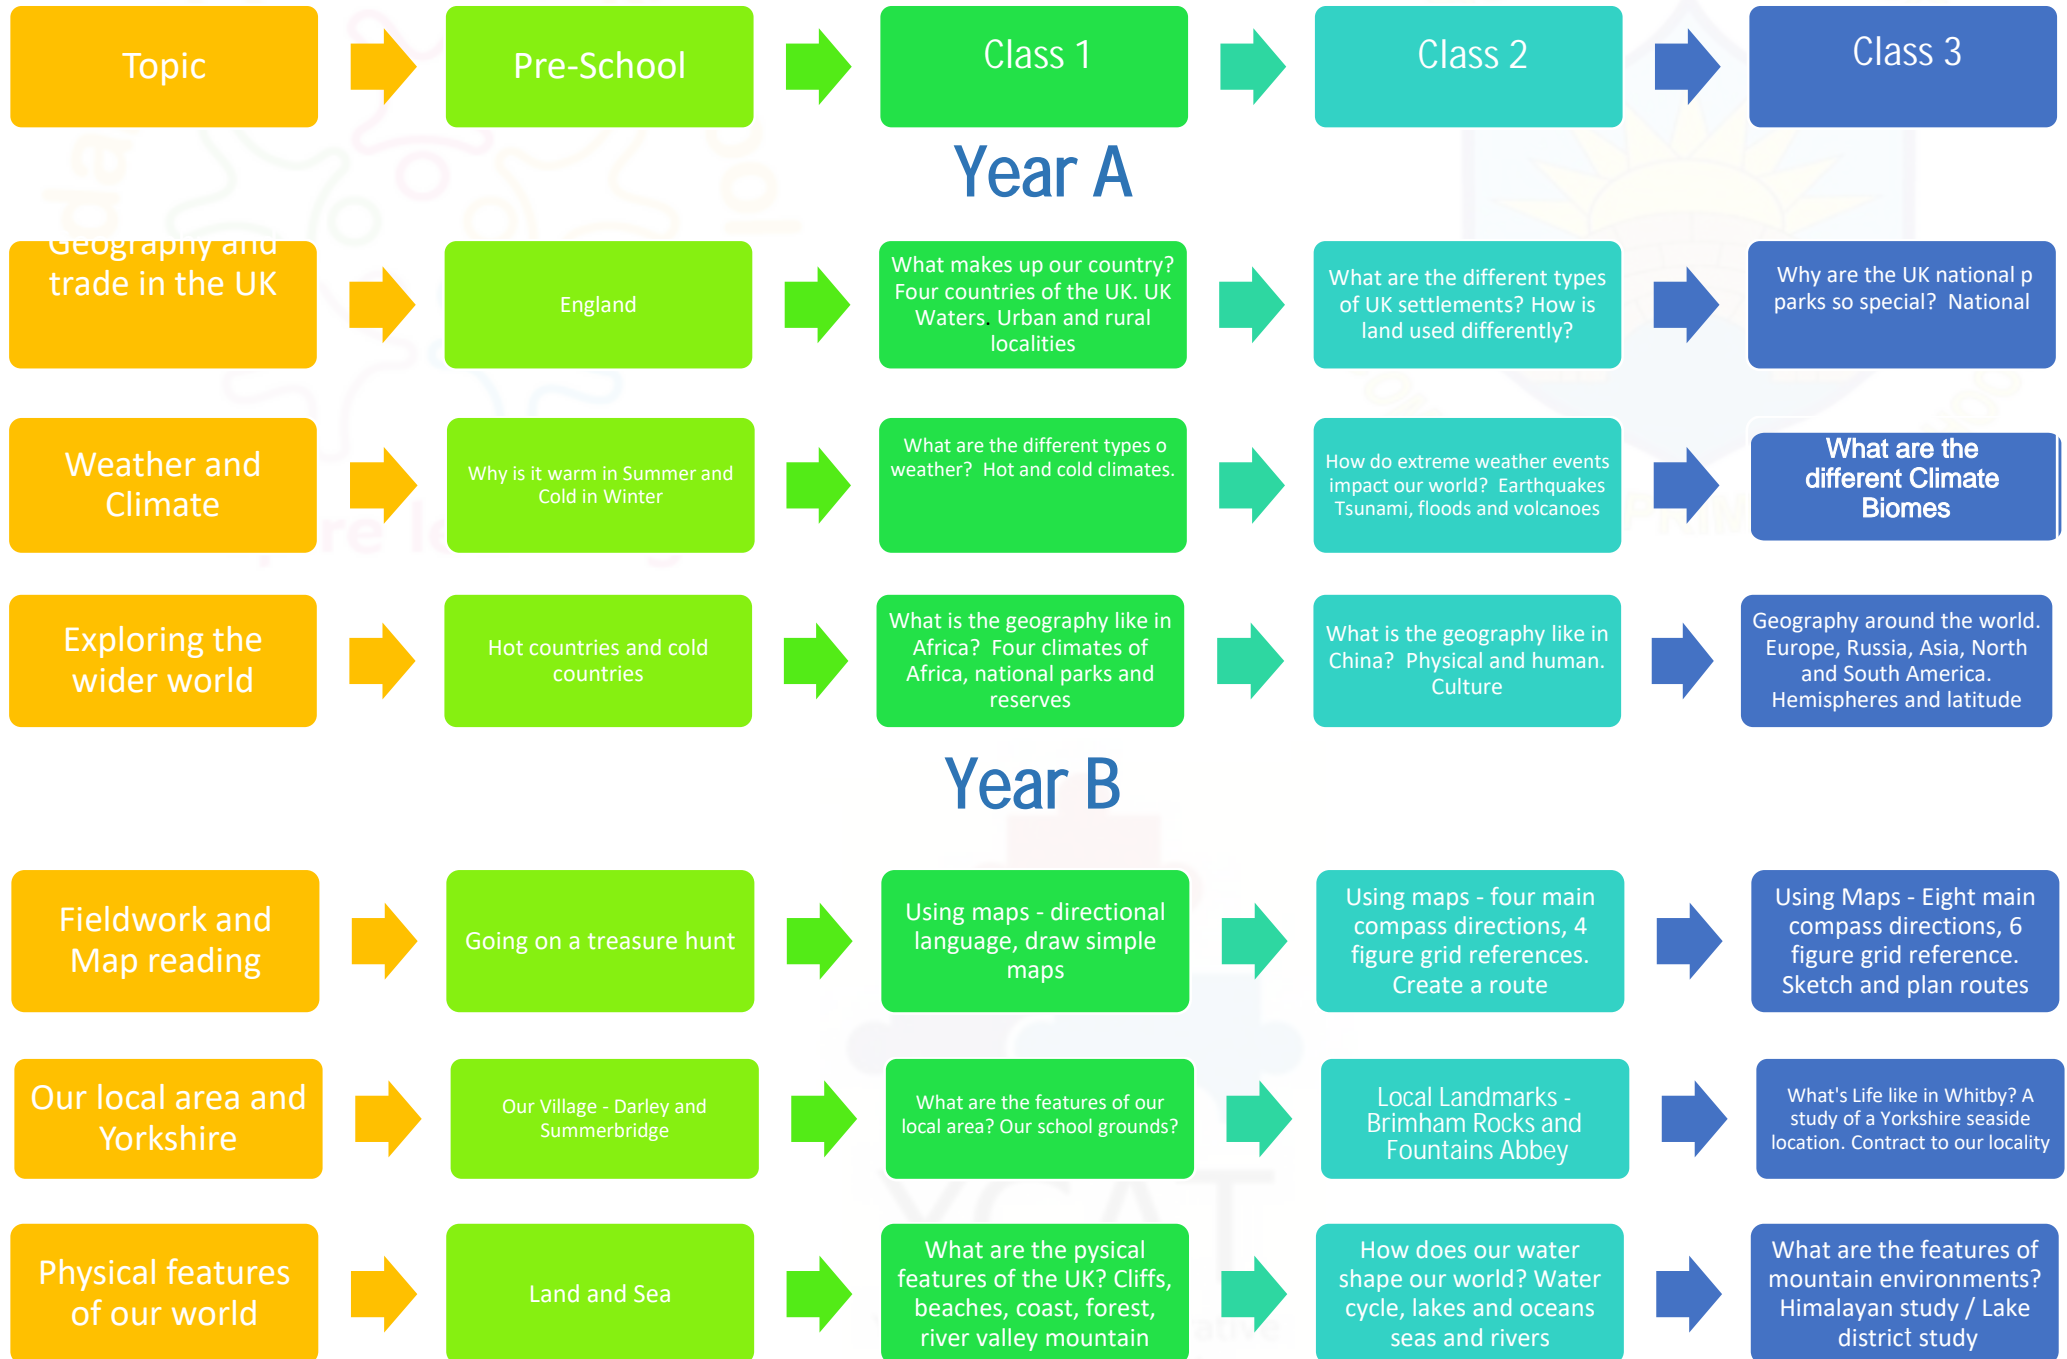 Topic
Pre-School
Class 1
Class 2
Class 3
Year A
Geography and
trade in the UK
England
What makes up our country?
Four countries of the UK. UK
Waters. Urban and rural
localities
What are the different types
of UK settlements? How is
land used differently?
Why are the UK national p
parks so special? National
Weather and
Climate
Why is it warm in Summer and
Cold in Winter
What are the different types o
weather? Hot and cold climates.
How do extreme weather events
impact our world? Earthquakes
Tsunami, floods and volcanoes
What are the
different Climate
Biomes
Exploring the
wider world
Hot countries and cold
countries
What is the geography like in
Africa? Four climates of
Africa, national parks and
reserves
What is the geography like in
China? Physical and human.
Culture
Geography around the world.
Europe, Russia, Asia, North
and South America.
Hemispheres and latitude
Year B
Fieldwork and
Map reading
Going on a treasure hunt
Using maps - directional
language, draw simple
maps
Using maps - four main
compass directions, 4
figure grid references.
Create a route
Using Maps - Eight main
compass directions, 6
figure grid reference.
Sketch and plan routes
Our local area and
Yorkshire
Our Village - Darley and
Summerbridge
What are the features of our
local area? Our school grounds?
Local Landmarks -
Brimham Rocks and
Fountains Abbey
What's Life like in Whitby? A
study of a Yorkshire seaside
location. Contract to our locality
Physical features
of our world
Land and Sea
What are the pysical
features of the UK? Cliffs,
beaches, coast, forest,
river valley mountain
How does our water
shape our world? Water
cycle, lakes and oceans
seas and rivers
What are the features of
mountain environments?
Himalayan study / Lake
district study
YCAT